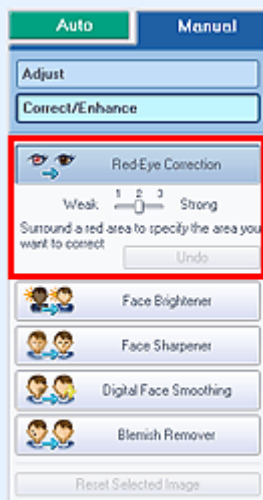 Auto Manual
Adjust
Correct/Enhance
Red-Eye Correction
1 2 3
Weak Strong
Surround a red area to specify the area you
want to correct
Undo
Face Brightener
Face Sharpener
Digital Face Smoothing
Blemish Remover
Reset Selected Image